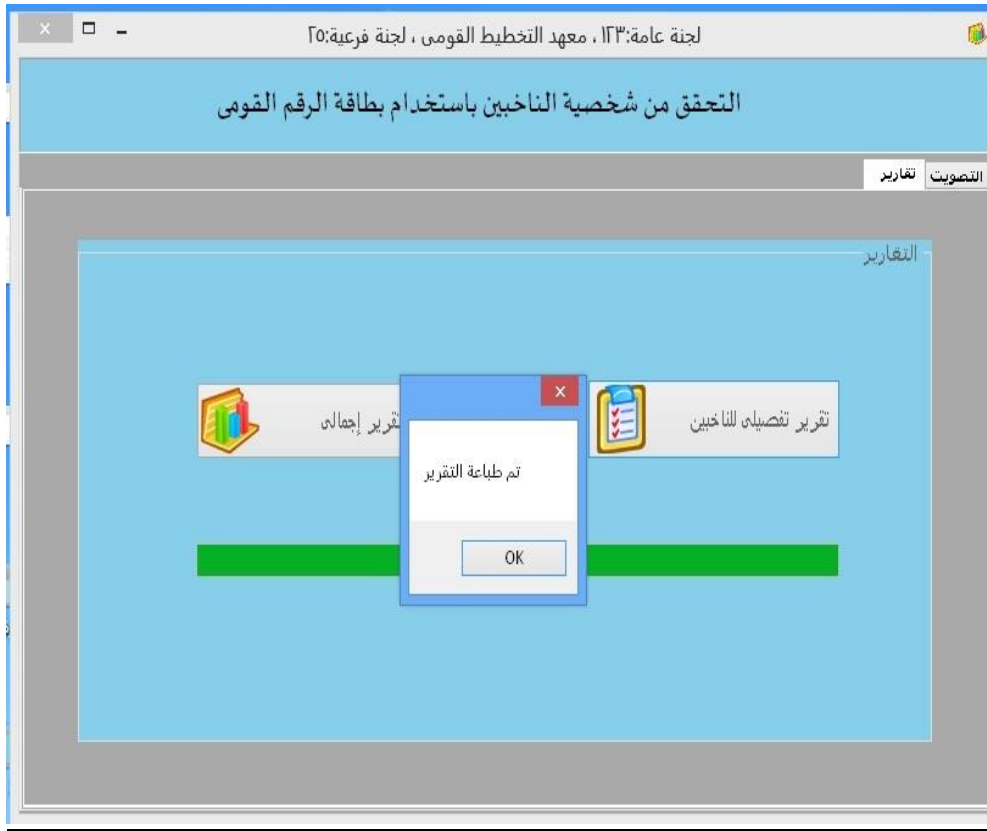 لجنة عامة:١٢٣ ، معهد التخطيط القومى ، لجنة فرعية:٢٥
التحقق من شخصية الناخبين باستخدام بطاقة الرقم القومى
التصويت
تقارير
التقارير
تقرير تفصيلى للناخبين
تقرير إجمالى
تم طباعة التقرير
OK